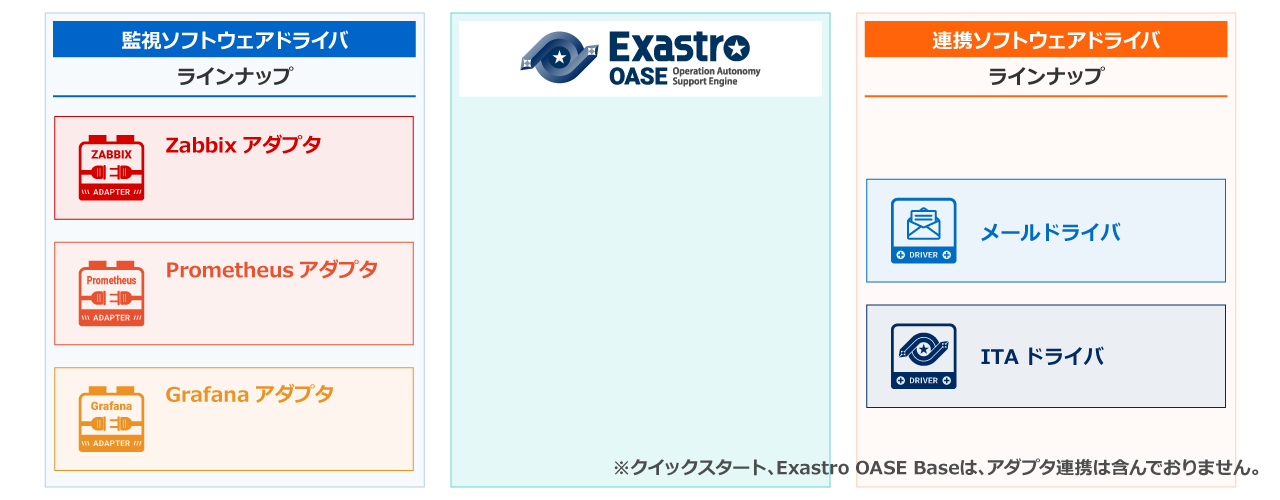 監視ソフトウェアドライバ
ラインナップ
ZABBIX
ADAPTER
Zabbix アダプタ
Prometheus
ADAPTER
Prometheus アダプタ
Grafana
ADAPTER
Grafana アダプタ
Exastro
OASE Operation Autonomy
Support Engine
連携ソフトウェアドライバ
ラインナップ
DRIVER
メールドライバ
DRIVER
ITA ドライバ
※クイックスタート、Exastro OASE Baseは、アダプタ連携は含んでおりません。